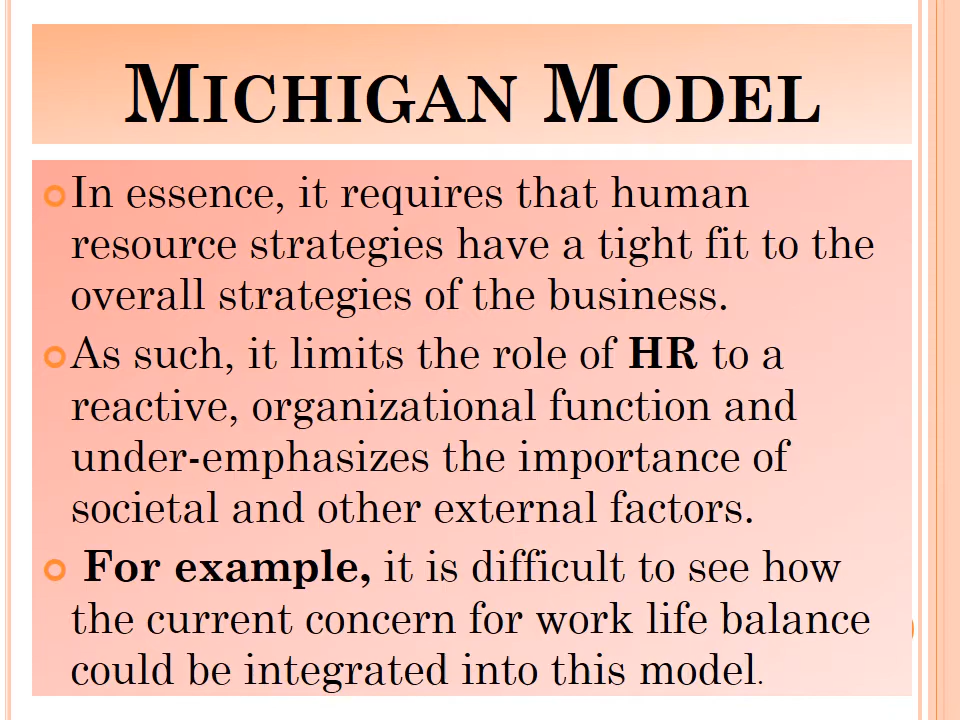 MICHIGAN MODEL
In essence, it requires that human
resource strategies have a tight fit to the
overall strategies of the business.
As such, it limits the role of HR to a
reactive, organizational function and
under-emphasizes the importance of
societal and other external factors.
For example, it is difficult to see how
the current concern for work life balance
could be integrated into this model.